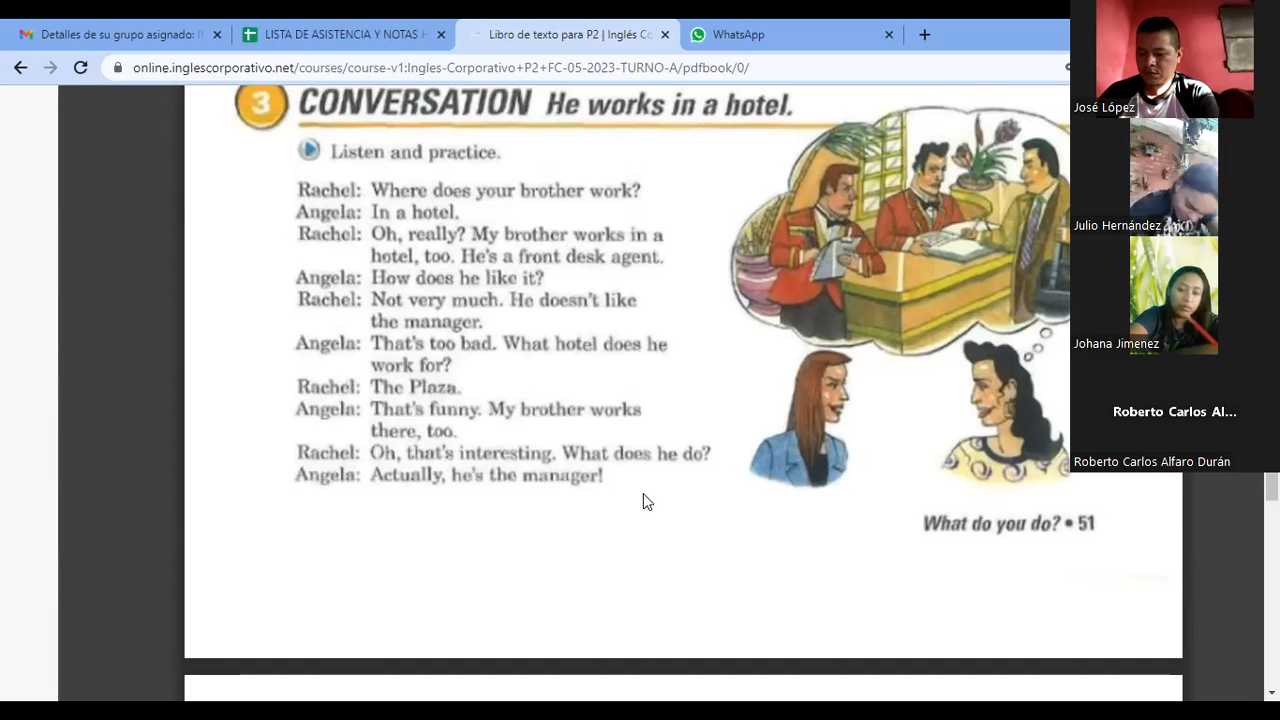 Detalles de su grupo asignado: I
LISTA DE ASISTENCIA Y NOTAS
Libro de texto para P2 | Inglés Co
WhatsApp
online.inglescorporativo.net/courses/course-v1:Ingles-Corporativo+P2+FC-05-2023-TURNO-A/pdfbook/0/
3 CONVERSATION He works in a hotel.
Listen and practice.
Rachel: Where does your brother work?
Angela: In a hotel.
Rachel: Oh, really? My brother works in a
hotel, too. He's a front desk agent.
Angela: How does he like it?
Rachel: Not very much. He doesn't like
the manager.
Angela: That's too bad. What hotel does he
work for?
Rachel: The Plaza.
Angela: That's funny. My brother works
there, too.
Rachel: Oh, that's interesting. What does he do?
Angela: Actually, he's the manager!
What do you do? • 51
José López
Julio Hernández
Johana Jimenez
Roberto Carlos Al...
Roberto Carlos Alfaro Durán